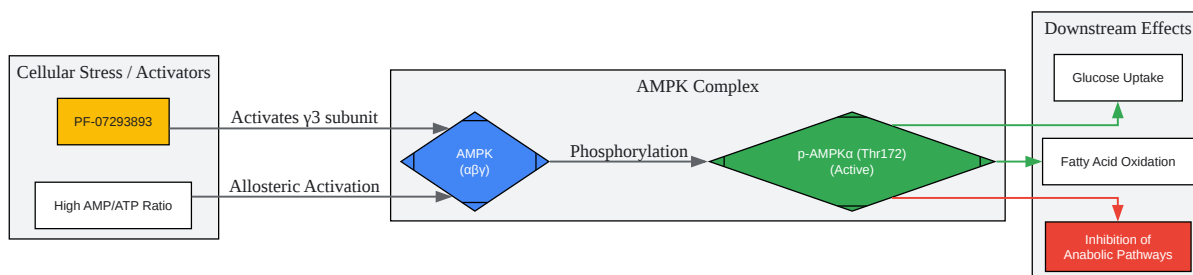 Cellular Stress / Activators
PF-07293893
High AMP/ATP Ratio
Activates γ3 subunit
Allosteric Activation
AMPK Complex
AMPK
(αβγ)
Phosphorylation
p-AMPKα (Thr172)
(Active)
Downstream Effects
Glucose Uptake
Fatty Acid Oxidation
Inhibition of
Anabolic Pathways